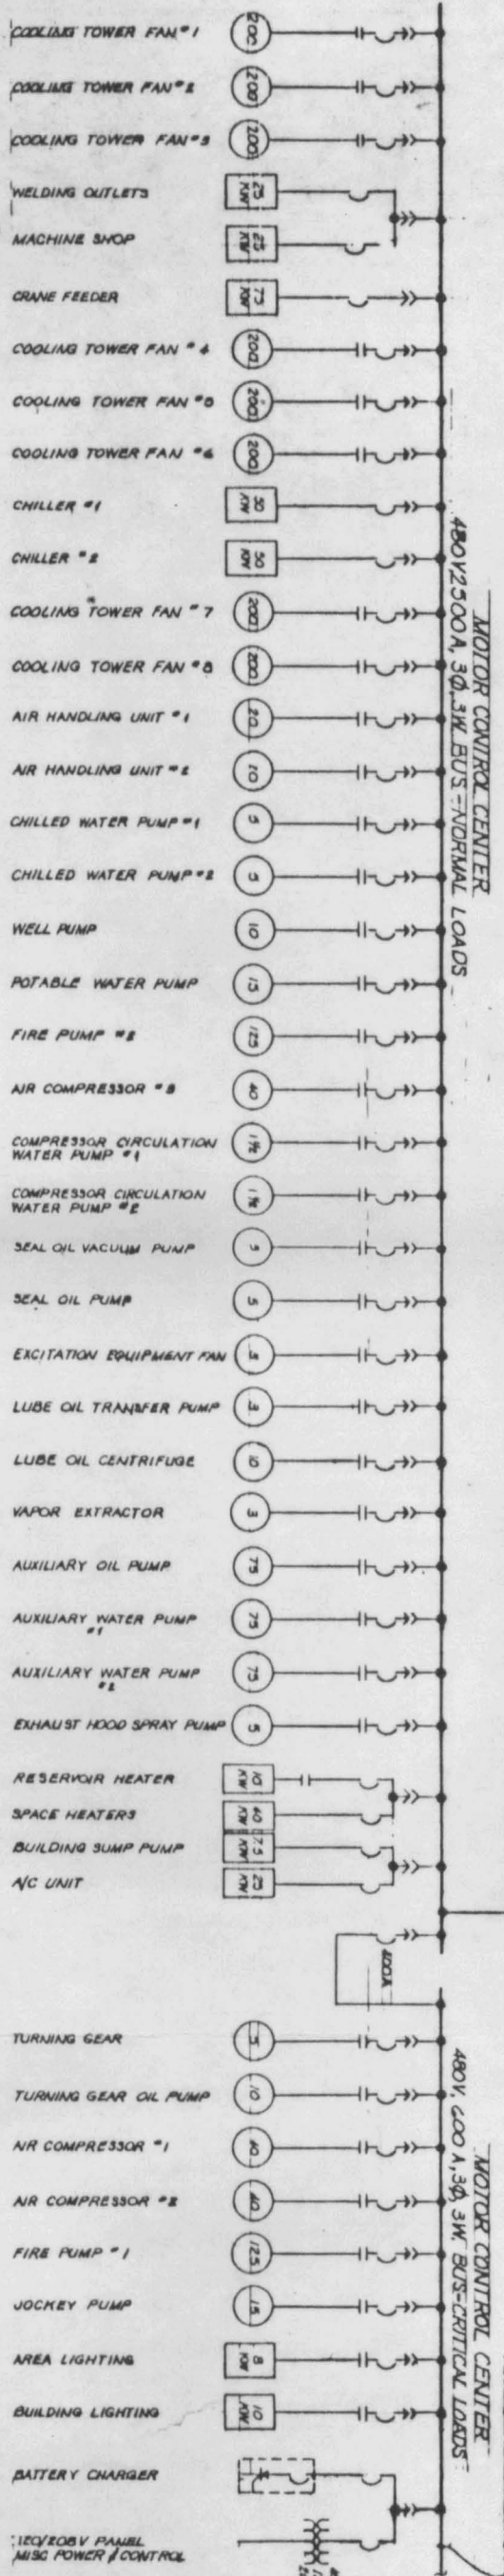 COOLING TOWER FAN #1 200
COOLING TOWER FAN #2 200
COOLING TOWER FAN #3 200
WELDING OUTLETS 25 KW
MACHINE SHOP 25 KW
CRANE FEEDER 75 KW
COOLING TOWER FAN #4 200
COOLING TOWER FAN #5 200
COOLING TOWER FAN #6 200
CHILLER #1 50 KW
CHILLER #2 50 KW
COOLING TOWER FAN #7 200
COOLING TOWER FAN #8 200
AIR HANDLING UNIT #1 20
AIR HANDLING UNIT #2 10
CHILLED WATER PUMP #1 5
CHILLED WATER PUMP #2 5
WELL PUMP 10
POTABLE WATER PUMP 15
FIRE PUMP #2 125
AIR COMPRESSOR #3 40
COMPRESSOR CIRCULATION
WATER PUMP #1 1½
COMPRESSOR CIRCULATION
WATER PUMP #2 1½
SEAL OIL VACUUM PUMP
SEAL OIL PUMP 5
EXCITATION EQUIPMENT FAN
LUBE OIL TRANSFER PUMP 3
LUBE OIL CENTRIFUGE 10
VAPOR EXTRACTOR 3
AUXILIARY OIL PUMP 75
AUXILIARY WATER PUMP 75
#1
AUXILIARY WATER PUMP 75
#2
EXHAUST HOOD SPRAY PUMP 5
RESERVOIR HEATER 10 KW
SPACE HEATERS 40 KW
BUILDING SUMP PUMP 7.5 KW
A/C UNIT 25 KW
MOTOR CONTROL CENTER
480V 2500A, 3Ø, 3W. BUS-NORMAL LOADS
400A
TURNING GEAR
TURNING GEAR OIL PUMP 10
AIR COMPRESSOR #1 40
AIR COMPRESSOR #2 40
FIRE PUMP #1 125
JOCKEY PUMP 15
AREA LIGHTING 8 KW
BUILDING LIGHTING 10 KW
BATTERY CHARGER
120/208V PANEL
MISC POWER & CONTROL
MOTOR CONTROL CENTER
480V, 600 A, 3Ø, 3W. BUS-CRITICAL LOADS